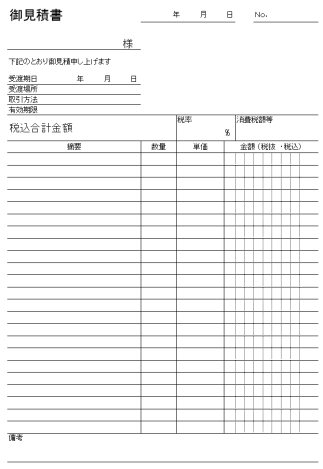 御見積書
年 月 日 No.
様
下記のとおり御見積申し上げます
受渡期日 年 月 日
受渡場所
取引方法
有効期限
税込合計金額 税率 % 消費税額等
摘要 数量 単価 金額（税抜・税込）
備考